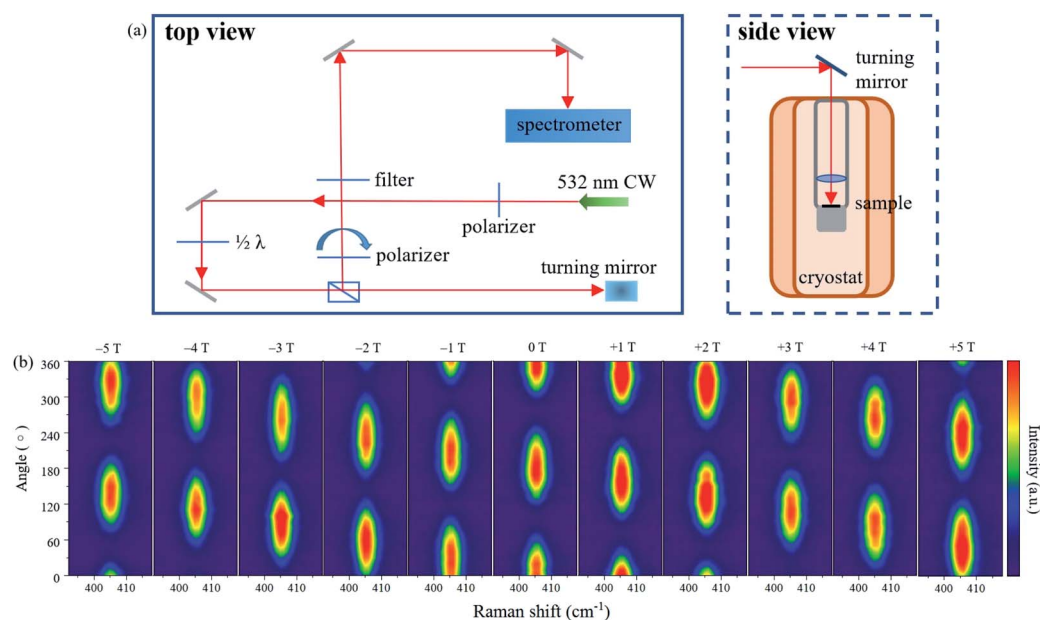 (a)
top view
spectrometer
filter
532 nm CW
polarizer
½ λ
polarizer
turning mirror
side view
turning
mirror
sample
cryostat
(b)
−5 T −4 T −3 T −2 T −1 T 0 T +1 T +2 T +3 T +4 T +5 T
360
300
240
180
120
60
0
Angle (°)
400 410 400 410 400 410 400 410 400 410 400 410 400 410 400 410 400 410 400 410 400 410
Raman shift (cm⁻¹)
Intensity (a.u.)